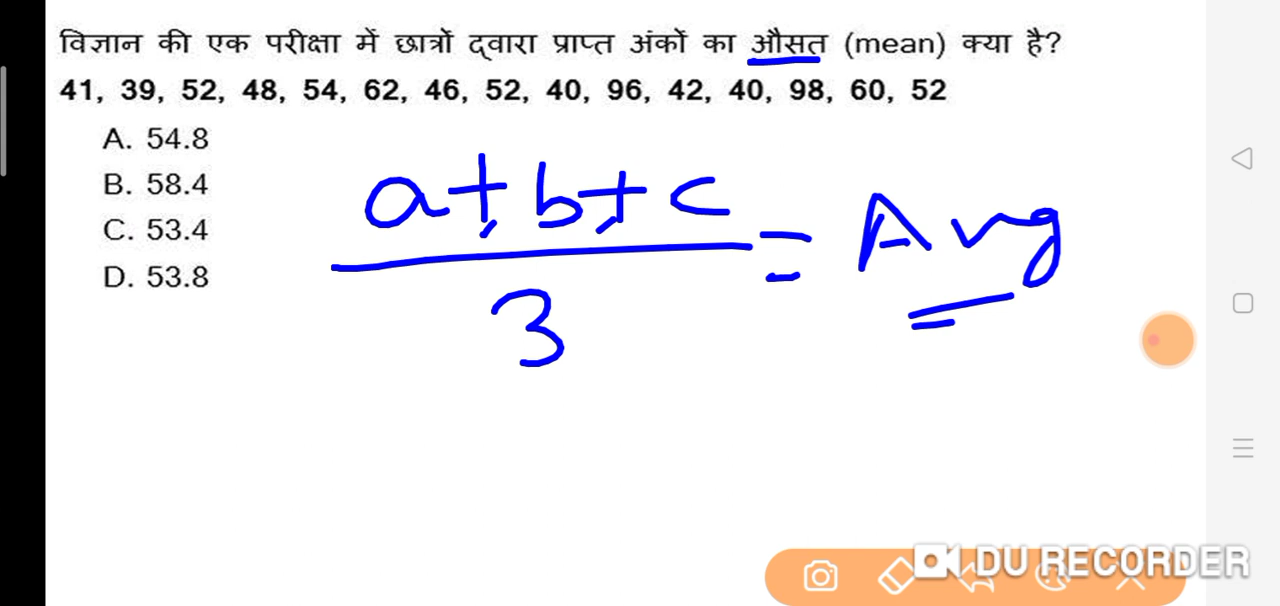 विज्ञान की एक परीक्षा में छात्रों द्वारा प्राप्त अंकों का औसत (mean) क्या है?
41, 39, 52, 48, 54, 62, 46, 52, 40, 96, 42, 40, 98, 60, 52
A. 54.8
B. 58.4
C. 53.4
D. 53.8
a+b+c
3
= Avg
DU RECORDER